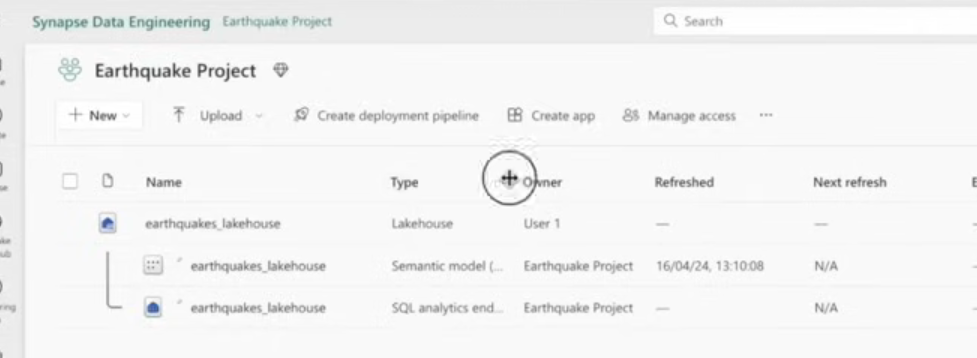 Synapse Data Engineering Earthquake Project Search
Earthquake Project
New Upload Create deployment pipeline Create app Manage access ...
Name Type Owner Refreshed Next refresh
earthquakes_lakehouse Lakehouse User 1 — —
earthquakes_lakehouse Semantic model (... Earthquake Project 16/04/24, 13:10:08 N/A
earthquakes_lakehouse SQL analytics end... Earthquake Project — N/A